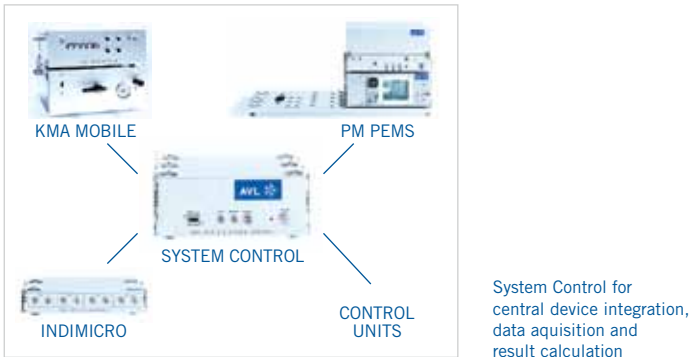 KMA MOBILE
PM PEMS
AVL
SYSTEM CONTROL
INDIMICRO
CONTROL
UNITS
System Control for
central device integration,
data aquisition and
result calculation